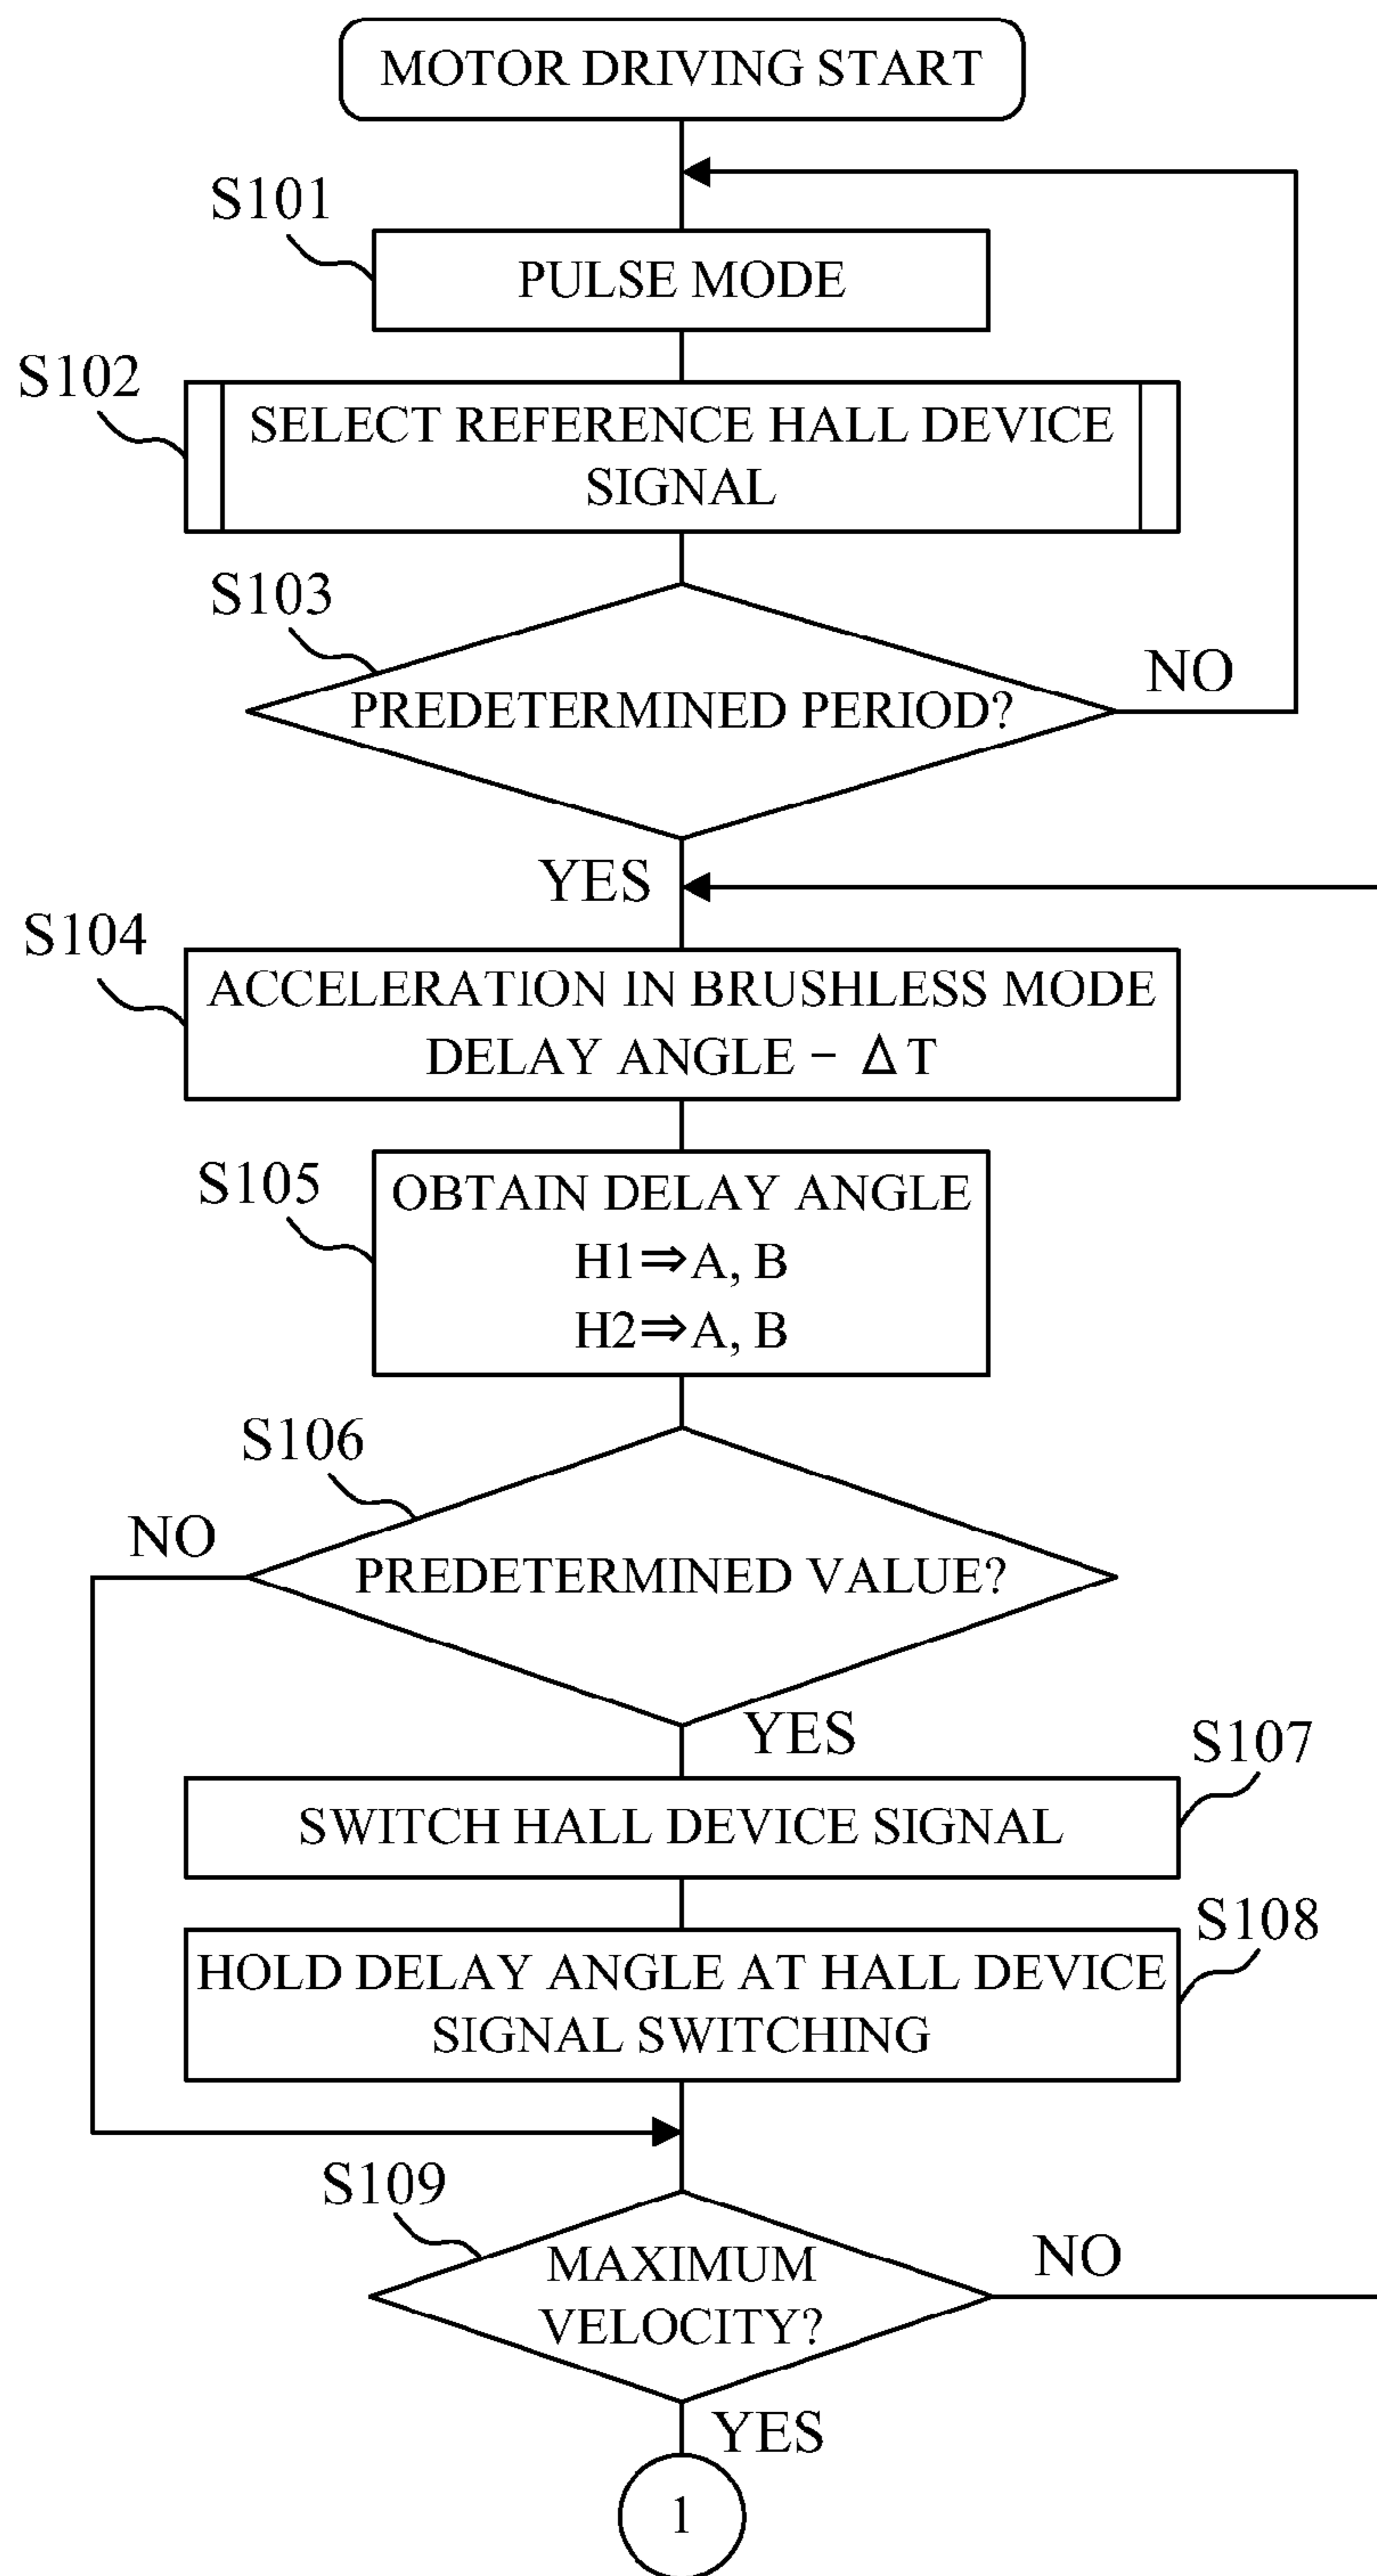 MOTOR DRIVING START
S101
PULSE MODE
S102
SELECT REFERENCE HALL DEVICE
SIGNAL
S103
PREDETERMINED PERIOD?
NO
YES
S104
ACCELERATION IN BRUSHLESS MODE
DELAY ANGLE － Δ T
S105
OBTAIN DELAY ANGLE
H1⇒A, B
H2⇒A, B
S106
NO
PREDETERMINED VALUE?
YES
S107
SWITCH HALL DEVICE SIGNAL
S108
HOLD DELAY ANGLE AT HALL DEVICE
SIGNAL SWITCHING
S109
MAXIMUM
VELOCITY?
NO
YES
1